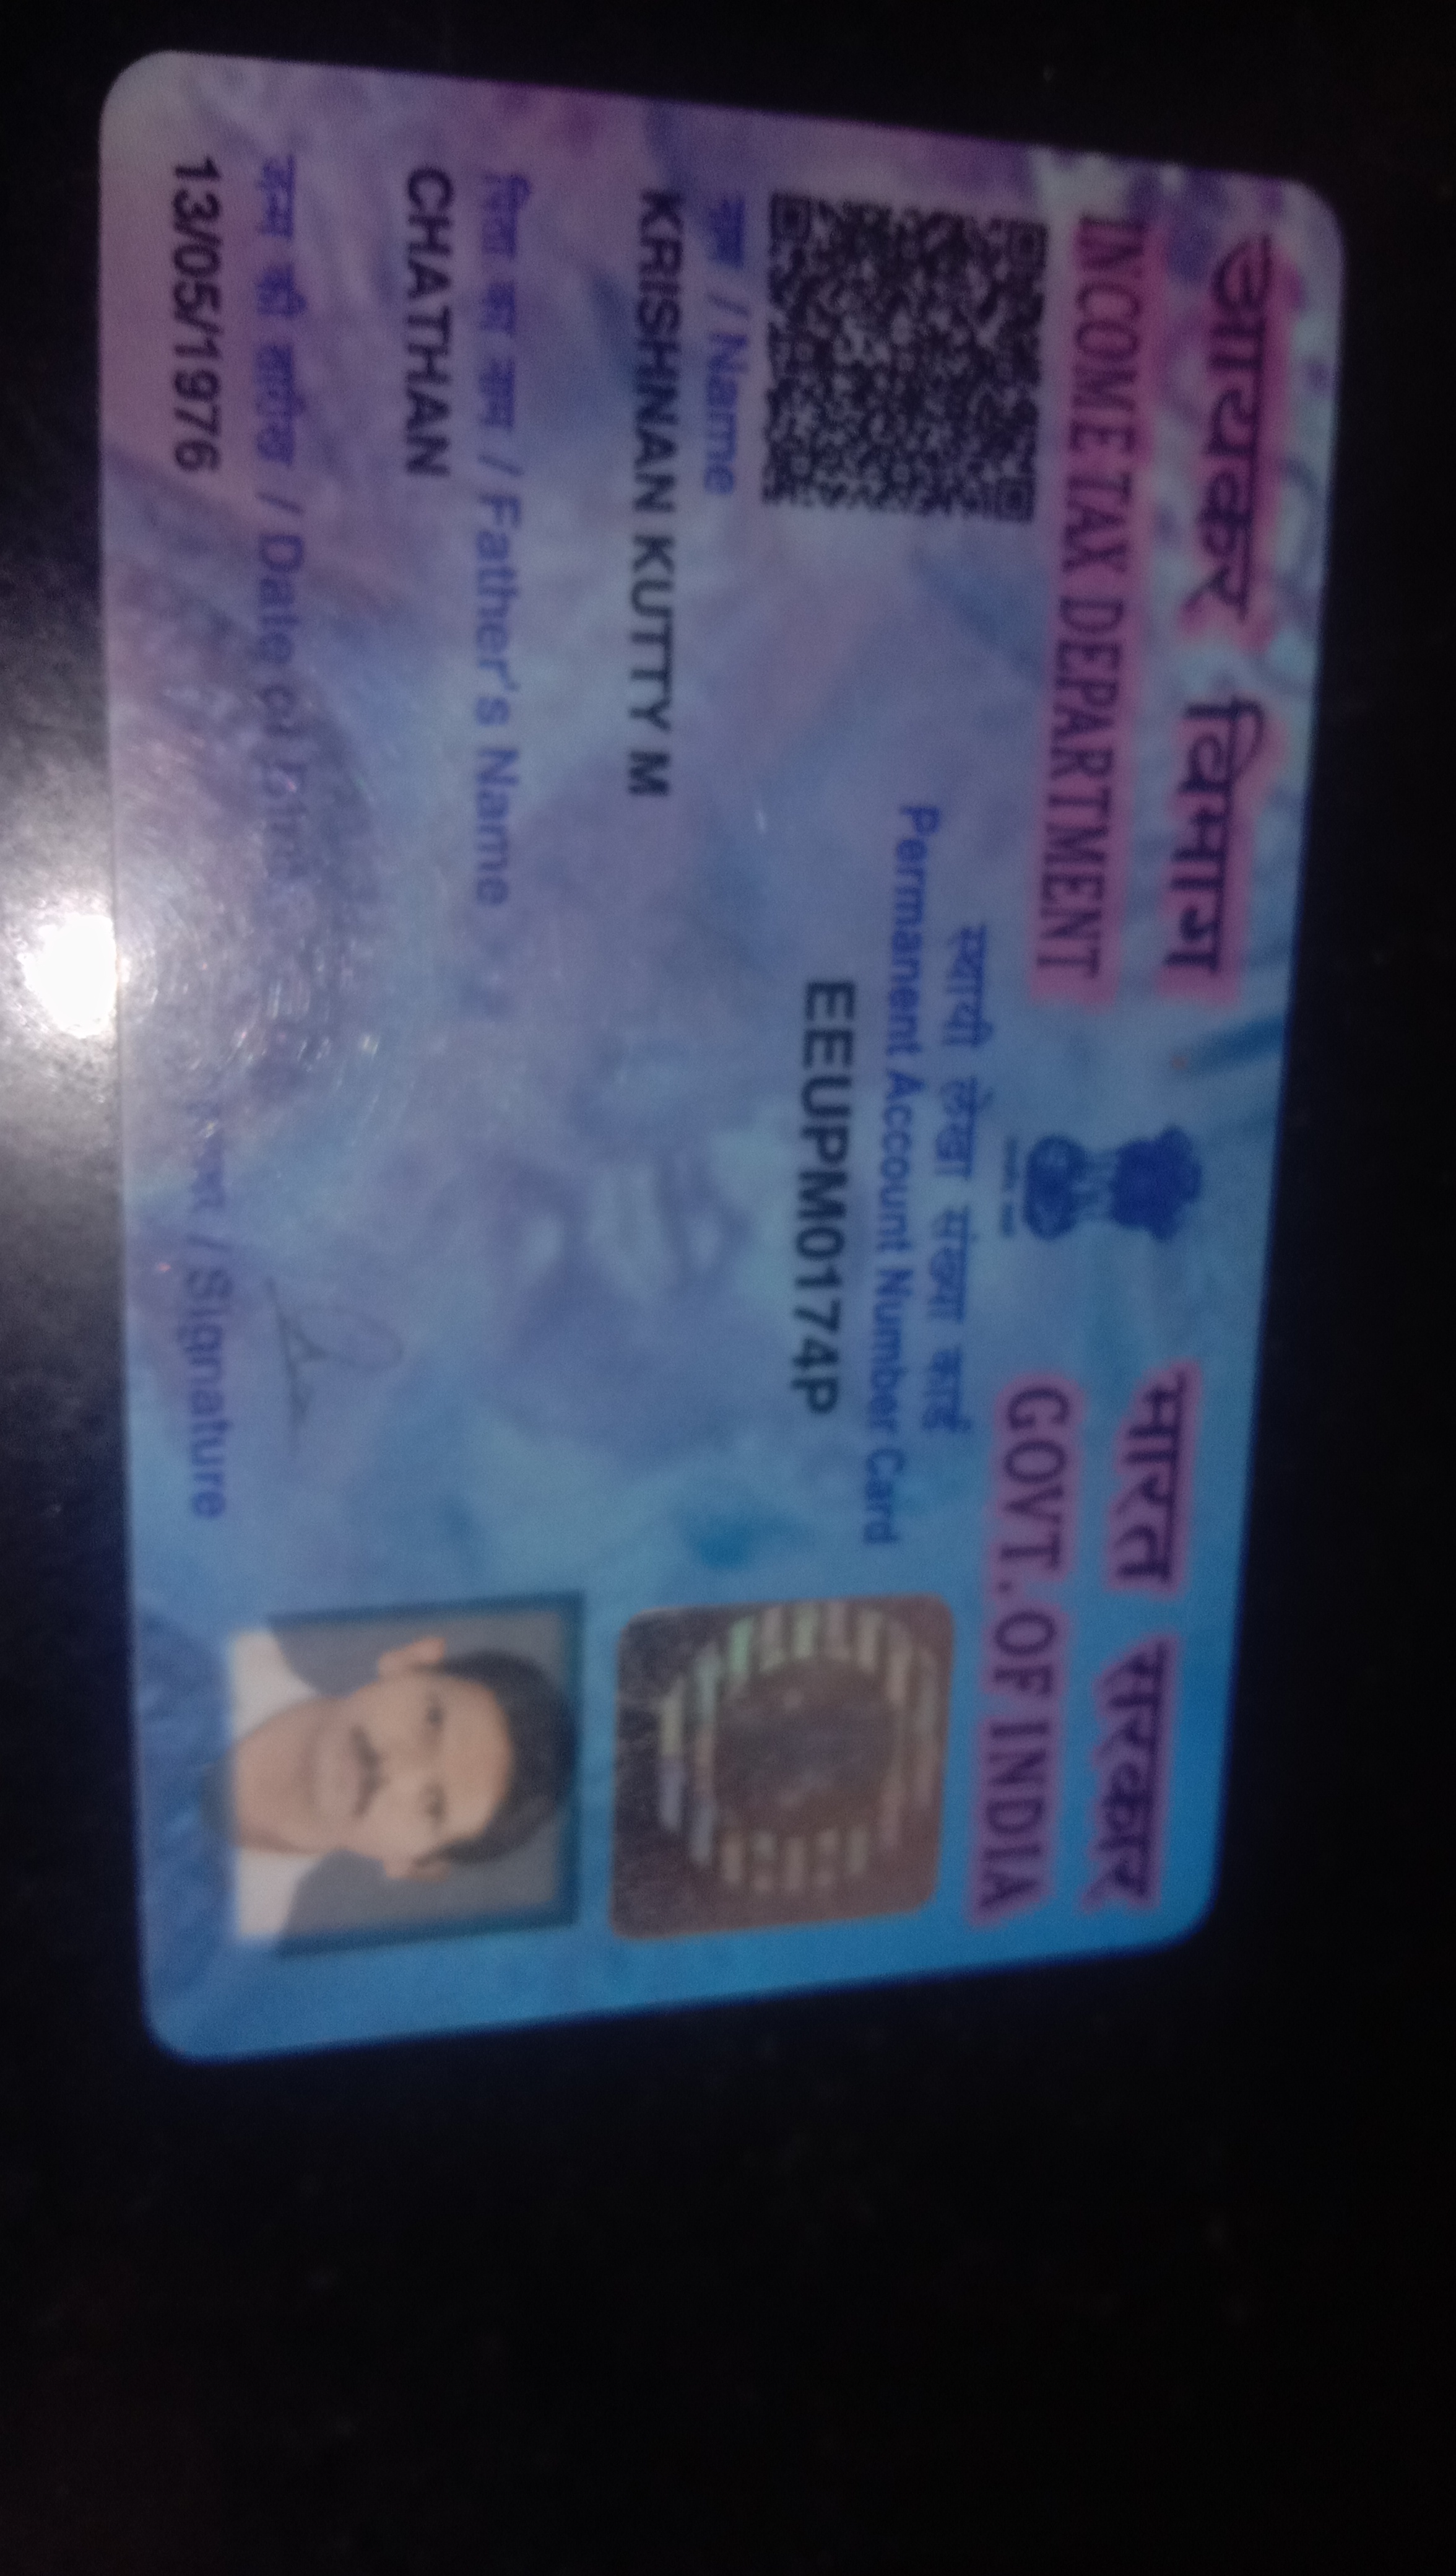 आयकर विभाग
INCOME TAX DEPARTMENT
भारत सरकार
GOVT. OF INDIA
स्थायी लेखा संख्या कार्ड
Permanent Account Number Card
EEUPM0174P
नाम / Name
KRISHNAN KUTTY M
पिता का नाम / Father's Name
CHATHAN
जन्म की तारीख / Date of Birth
13/05/1976
/ Signature